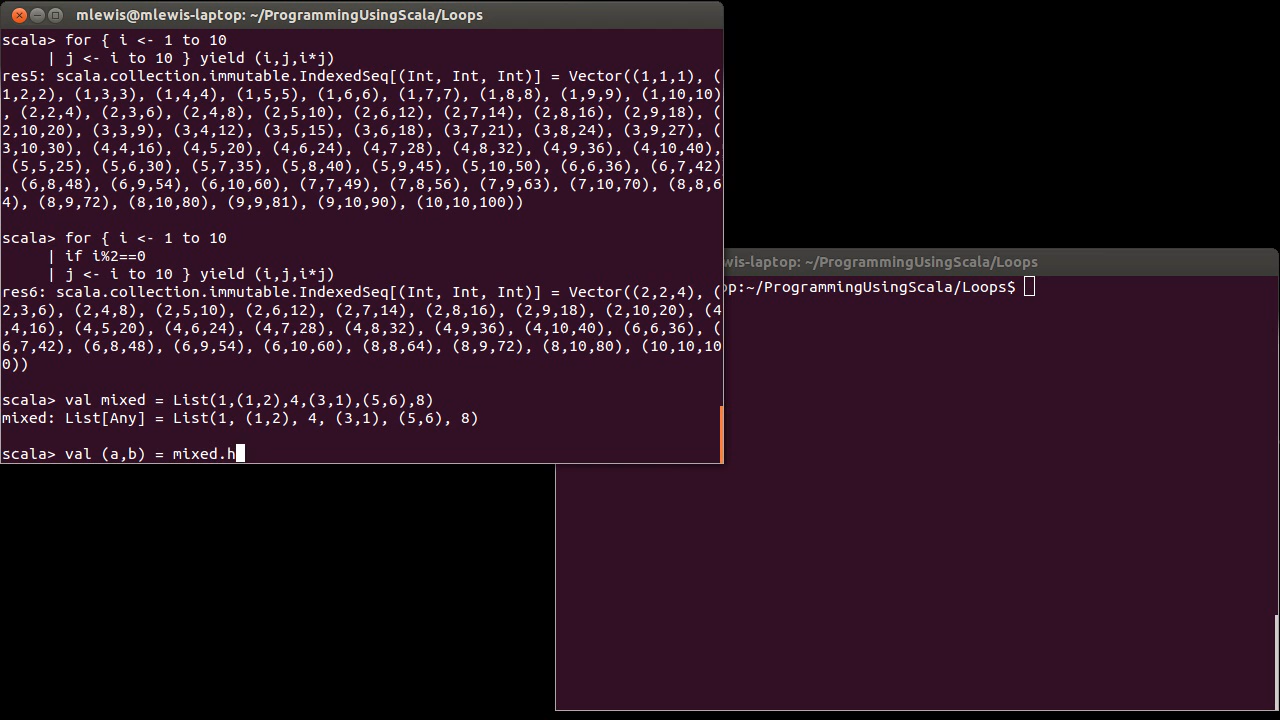 mlewis@mlewis-laptop: ~/ProgrammingUsingScala/Loops
scala> for { i <- 1 to 10
     | j <- i to 10 } yield (i,j,i*j)
res5: scala.collection.immutable.IndexedSeq[(Int, Int, Int)] = Vector((1,1,1), (
1,2,2), (1,3,3), (1,4,4), (1,5,5), (1,6,6), (1,7,7), (1,8,8), (1,9,9), (1,10,10)
, (2,2,4), (2,3,6), (2,4,8), (2,5,10), (2,6,12), (2,7,14), (2,8,16), (2,9,18), (
2,10,20), (3,3,9), (3,4,12), (3,5,15), (3,6,18), (3,7,21), (3,8,24), (3,9,27), (
3,10,30), (4,4,16), (4,5,20), (4,6,24), (4,7,28), (4,8,32), (4,9,36), (4,10,40),
 (5,5,25), (5,6,30), (5,7,35), (5,8,40), (5,9,45), (5,10,50), (6,6,36), (6,7,42)
, (6,8,48), (6,9,54), (6,10,60), (7,7,49), (7,8,56), (7,9,63), (7,10,70), (8,8,6
4), (8,9,72), (8,10,80), (9,9,81), (9,10,90), (10,10,100))
scala> for { i <- 1 to 10
     | if i%2==0
     | j <- i to 10 } yield (i,j,i*j)
res6: scala.collection.immutable.IndexedSeq[(Int, Int, Int)] = Vector((2,2,4), (
2,3,6), (2,4,8), (2,5,10), (2,6,12), (2,7,14), (2,8,16), (2,9,18), (2,10,20), (4
,4,16), (4,5,20), (4,6,24), (4,7,28), (4,8,32), (4,9,36), (4,10,40), (6,6,36), (
6,7,42), (6,8,48), (6,9,54), (6,10,60), (8,8,64), (8,9,72), (8,10,80), (10,10,10
0))
scala> val mixed = List(1,(1,2),4,(3,1),(5,6),8)
mixed: List[Any] = List(1, (1,2), 4, (3,1), (5,6), 8)
scala> val (a,b) = mixed.h
wis-laptop: ~/ProgrammingUsingScala/Loops
op:~/ProgrammingUsingScala/Loops$